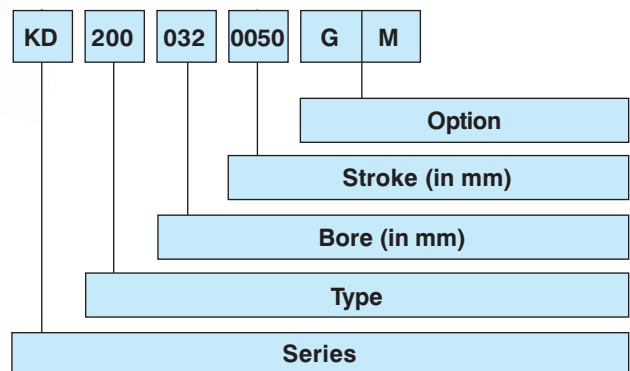 KD 200 032 0050 G M
Option
Stroke (in mm)
Bore (in mm)
Type
Series